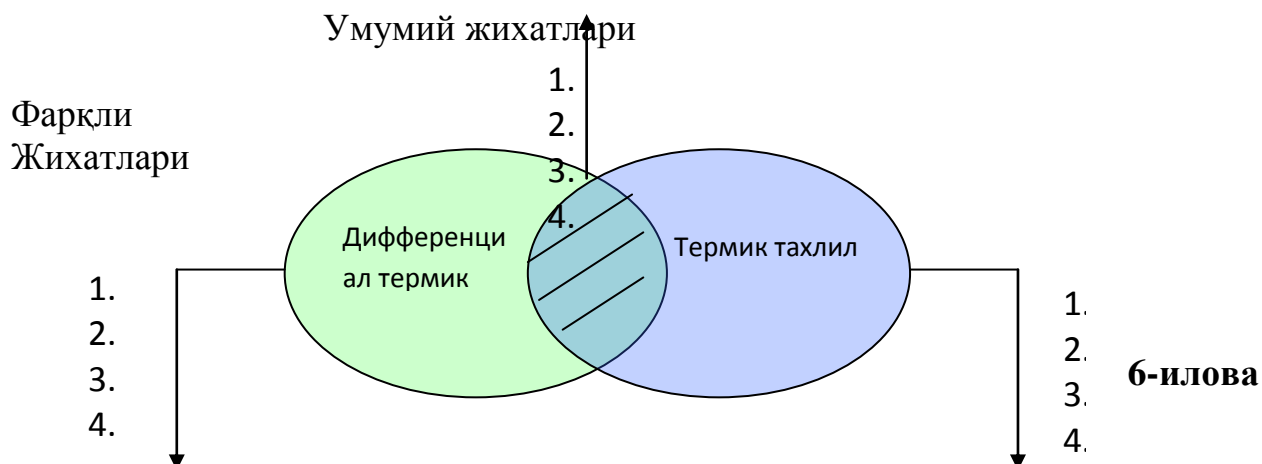 Умумий жихатлари
1.
2.
3.
4.
Фарқли
Жихатлари
Дифференци
ал термик
Термик тахлил
1.
2.
3.
4.
1.
2.
3.
4.
6-илова